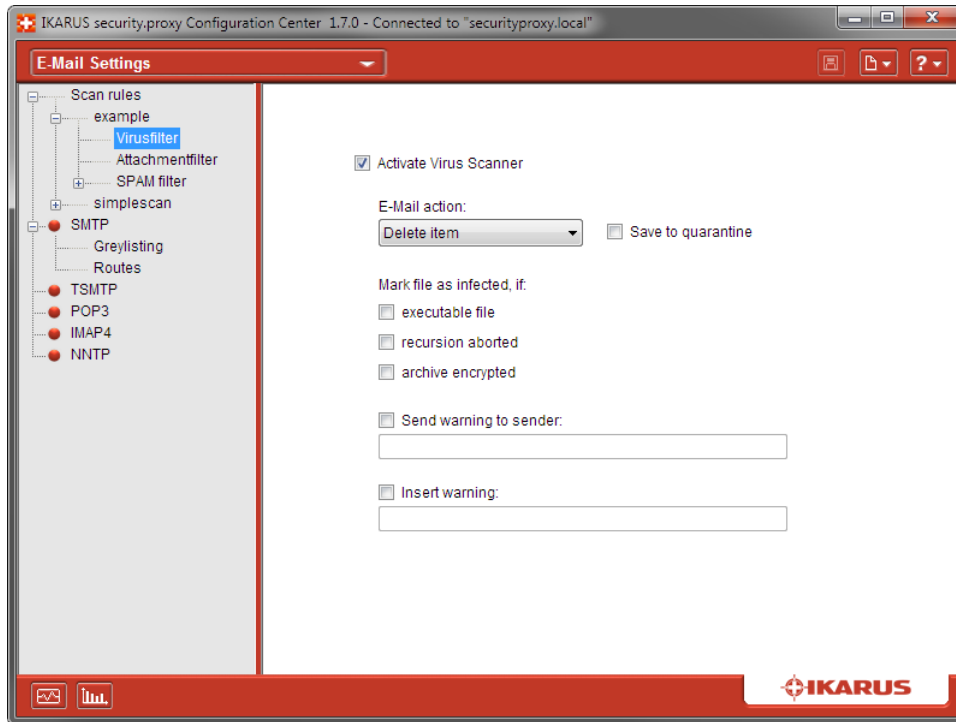 IKARUS security.proxy Configuration Center 1.7.0 - Connected to "securityproxy.local"
E-Mail Settings
?
Scan rules
example
Virusfilter
Attachmentfilter
SPAM filter
simplescan
SMTP
Greylisting
Routes
TSMTP
POP3
IMAP4
NNTP
Activate Virus Scanner
E-Mail action:
Delete item
Save to quarantine
Mark file as infected, if:
executable file
recursion aborted
archive encrypted
Send warning to sender:
Insert warning:
IKARUS